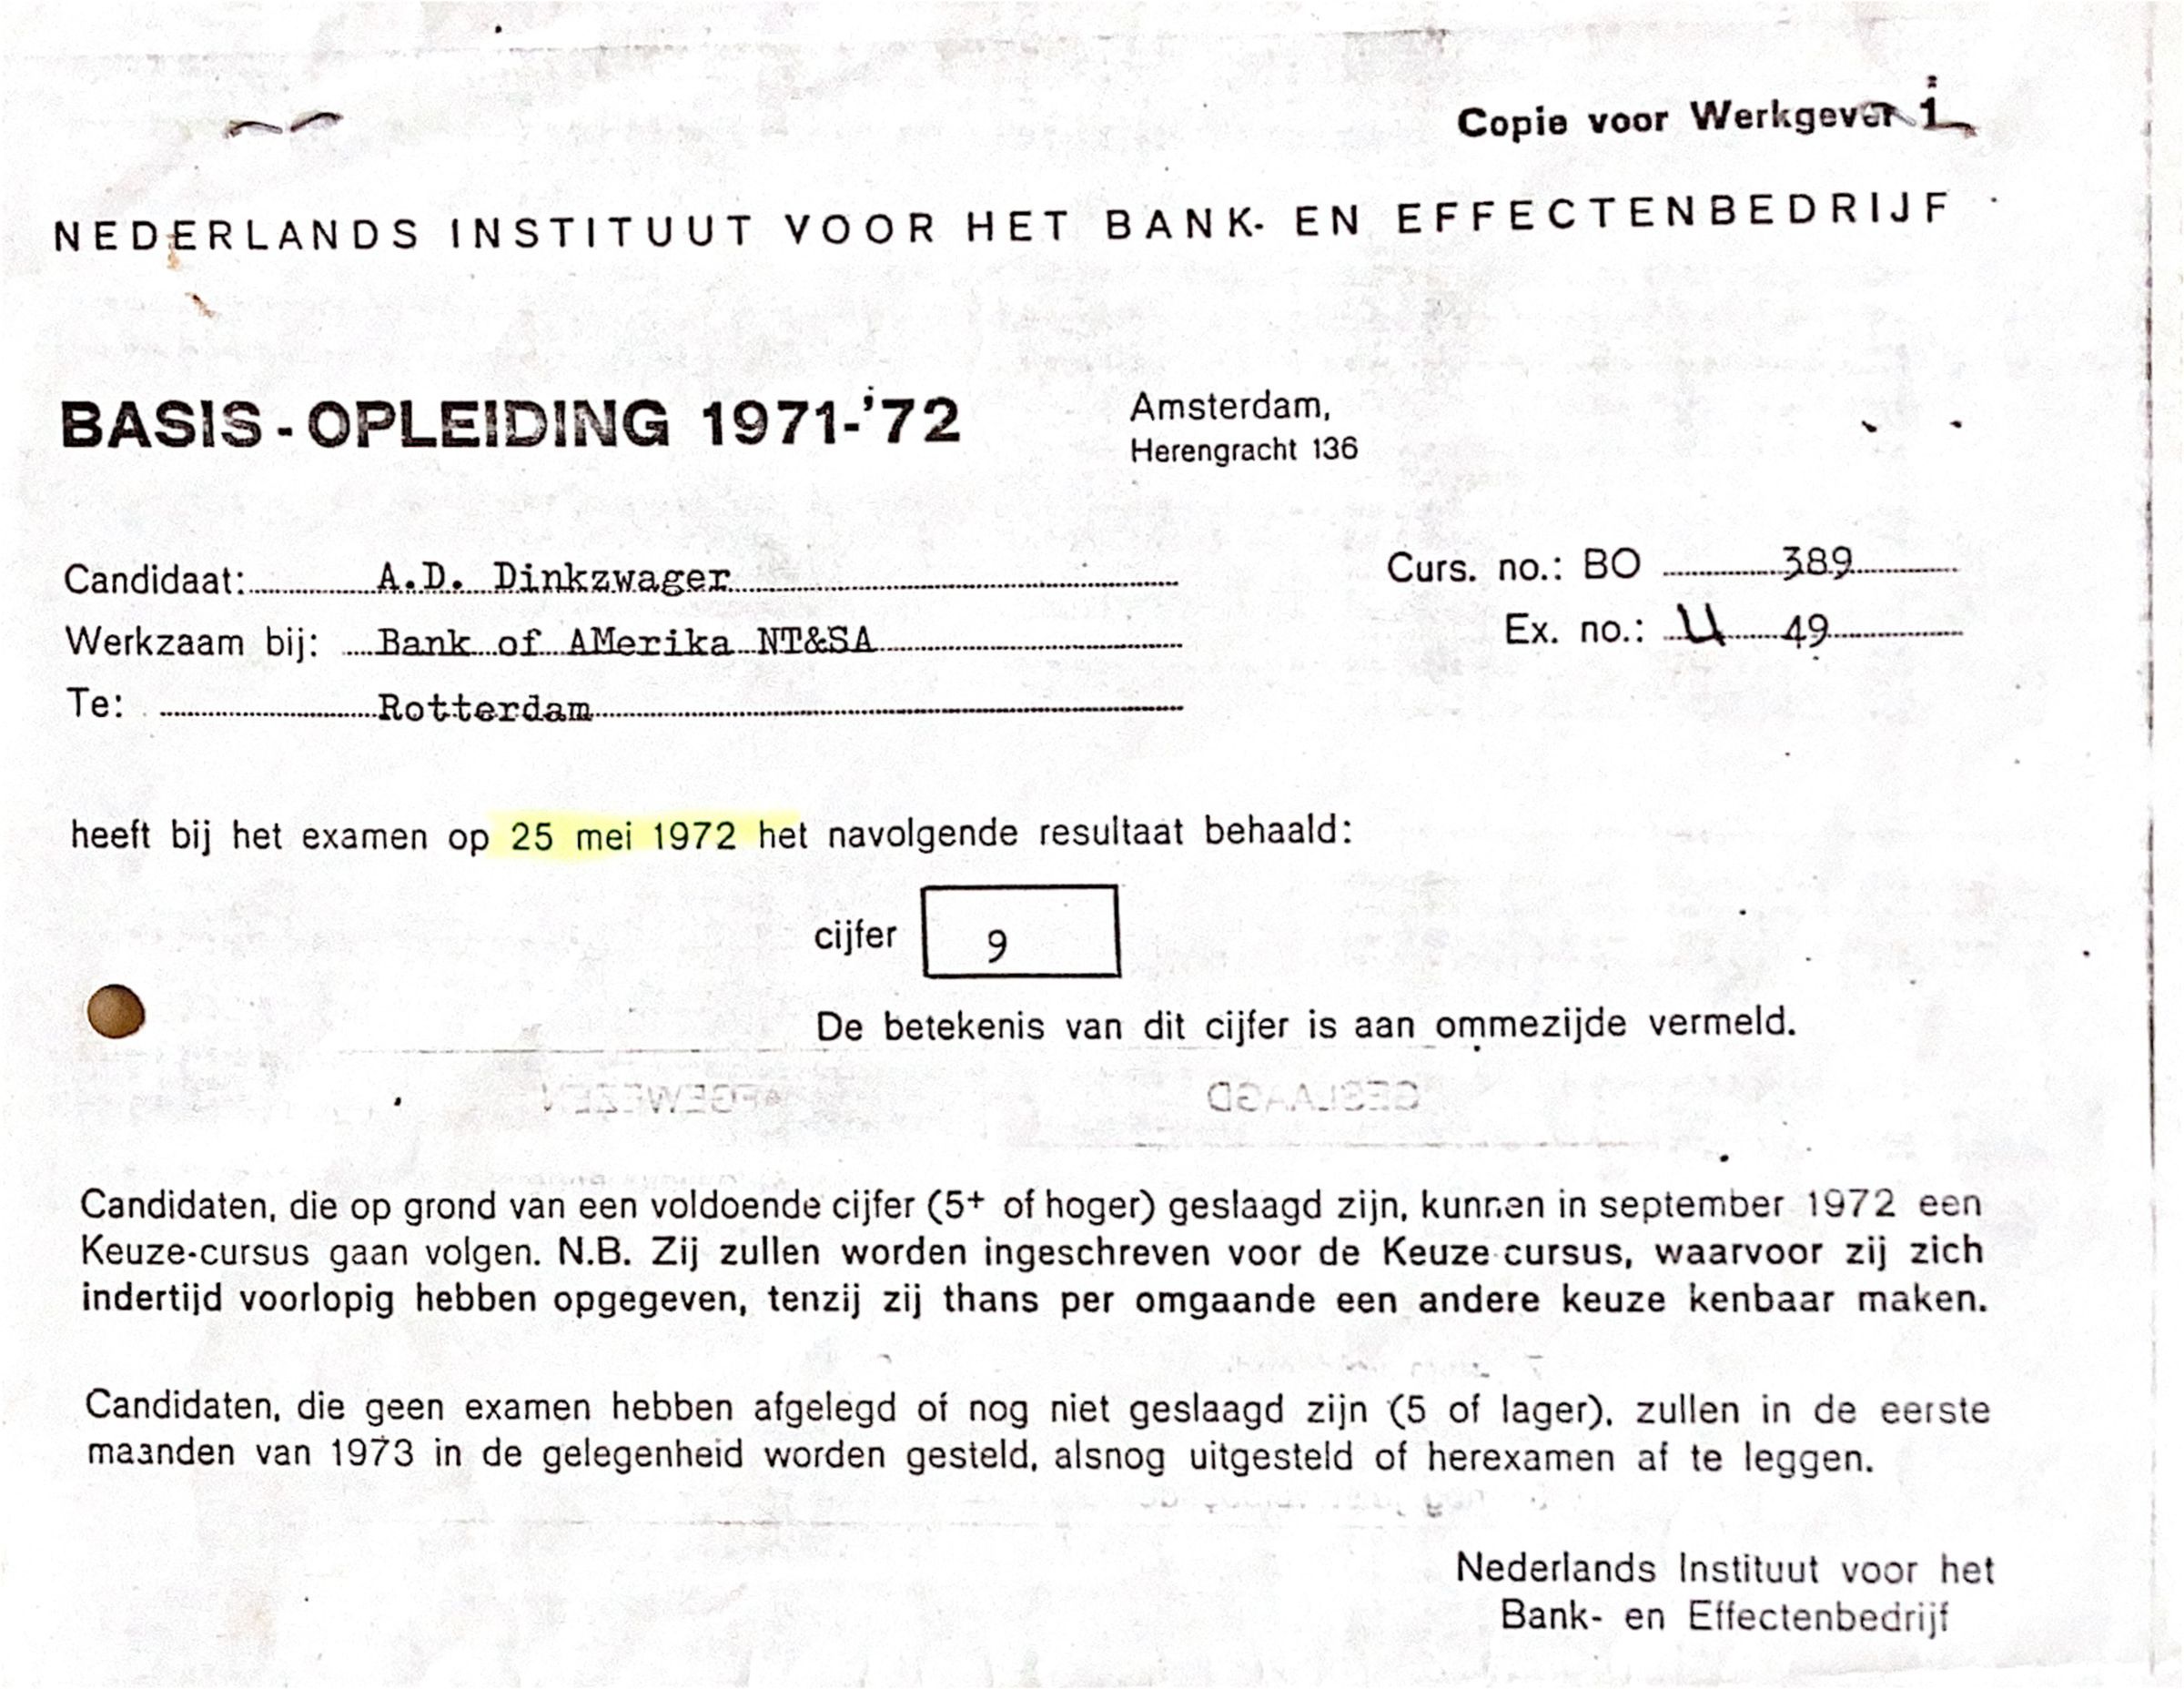 Copie voor Werkgever
NEDERLANDS INSTITUUT VOOR HET BANK- EN EFFECTENBEDRIJF
BASIS-OPLEIDING 1971-'72
Amsterdam,
Herengracht 136
Candidaat: A.D. Dinkzwager
Curs. no.: BO 389
Werkzaam bij: Bank of AMerika NT&SA
Ex. no.: U 49
Te: Rotterdam
heeft bij het examen op 25 mei 1972 het navolgende resultaat behaald:
cijfer 9
De betekenis van dit cijfer is aan ommezijde vermeld.
AFGEWEZEN GESLAAGD
Candidaten, die op grond van een voldoende cijfer (5+ of hoger) geslaagd zijn, kunnen in september 1972 een
Keuze-cursus gaan volgen. N.B. Zij zullen worden ingeschreven voor de Keuze-cursus, waarvoor zij zich
indertijd voorlopig hebben opgegeven, tenzij zij thans per omgaande een andere keuze kenbaar maken.
Candidaten, die geen examen hebben afgelegd of nog niet geslaagd zijn (5 of lager), zullen in de eerste
maanden van 1973 in de gelegenheid worden gesteld, alsnog uitgesteld of herexamen af te leggen.
Nederlands Instituut voor het
Bank- en Effectenbedrijf